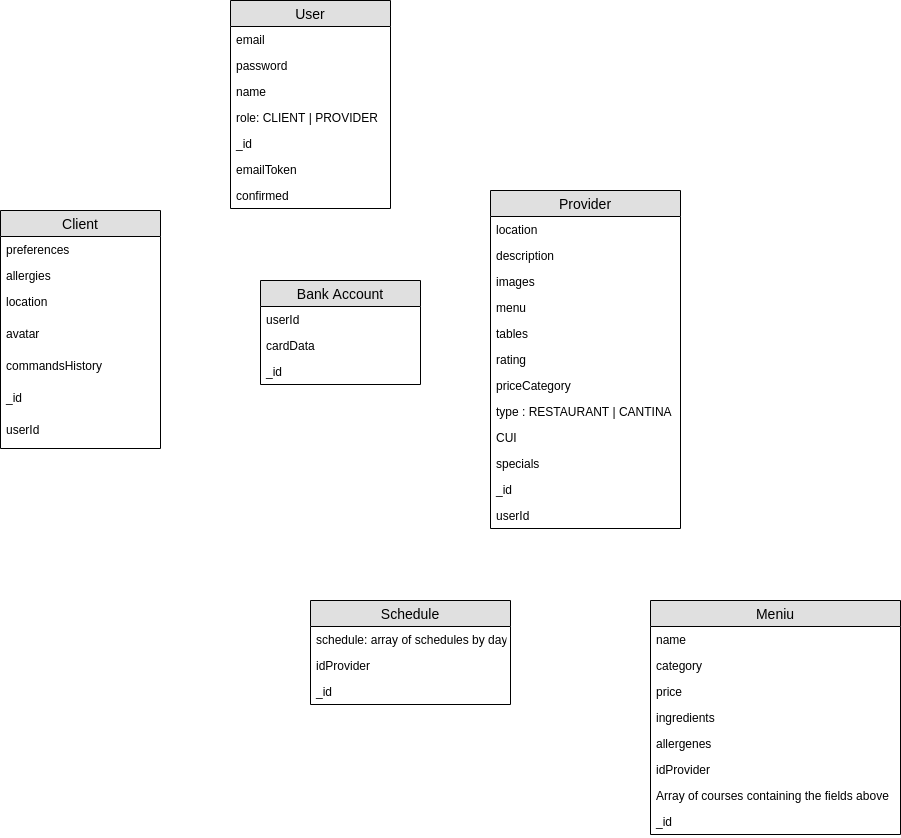 User
email
password
name
role: CLIENT | PROVIDER
_id
emailToken
confirmed
Client
preferences
allergies
location
avatar
commandsHistory
_id
userId
Bank Account
userId
cardData
_id
Provider
location
description
images
menu
tables
rating
priceCategory
type : RESTAURANT | CANTINA
CUI
specials
_id
userId
Schedule
schedule: array of schedules by day
idProvider
_id
Meniu
name
category
price
ingredients
allergenes
idProvider
Array of courses containing the fields above
_id